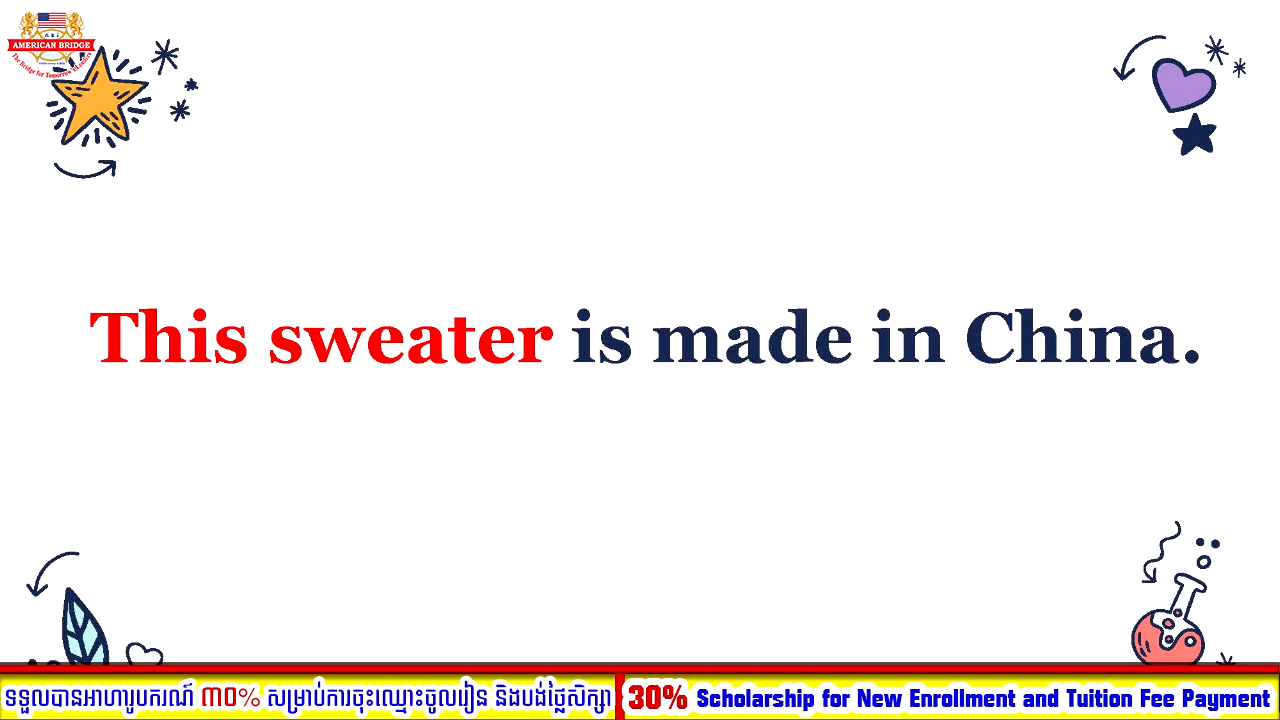 AMERICAN BRIDGE
This sweater is made in China.
ទទួលបានអាហារូបករណ៍ ៣០% សម្រាប់ការចុះឈ្មោះចូលរៀន និងបង់ថ្លៃសិក្សា
30% Scholarship for New Enrollment and Tuition Fee Payment